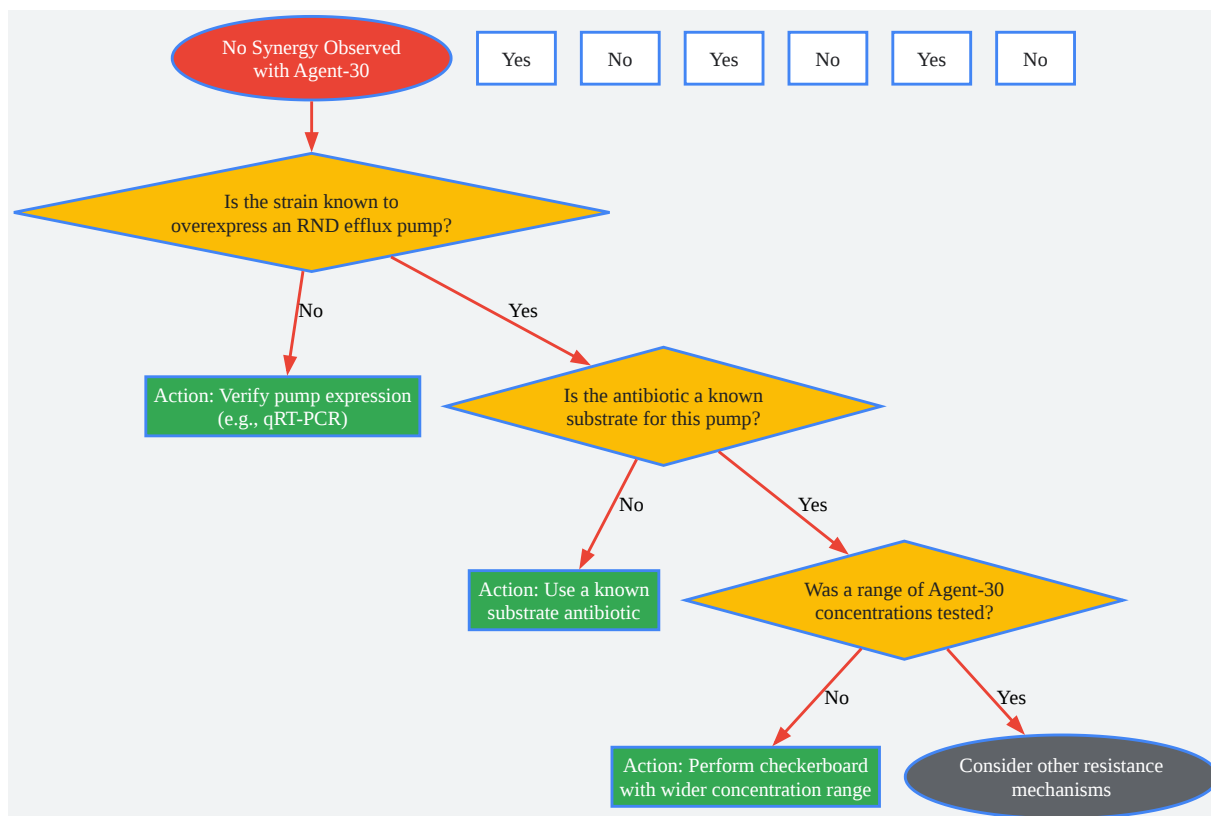 No Synergy Observed
with Agent-30
Yes
No
Yes
No
Yes
No
Is the strain known to
overexpress an RND efflux pump?
No
Yes
Action: Verify pump expression
(e.g., qRT-PCR)
Is the antibiotic a known
substrate for this pump?
No
Yes
Action: Use a known
substrate antibiotic
Was a range of Agent-30
concentrations tested?
No
Yes
Action: Perform checkerboard
with wider concentration range
Consider other resistance
mechanisms